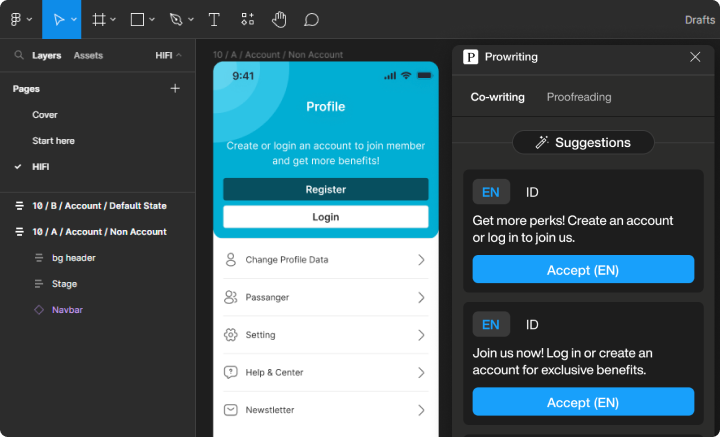 Drafts
Layers
Assets
HIFI
Pages
Cover
Start here
HIFI
10 / B / Account / Default State
10 / A / Account / Non Account
bg header
Stage
Navbar
10 / A / Account / Non Account
9:41
Profile
Create or login an account to join member
and get more benefits!
Register
Login
Change Profile Data
Passanger
Setting
Help & Center
Newstletter
P
Prowriting
Co-writing
Proofreading
Suggestions
EN ID
Get more perks! Create an account
or log in to join us.
Accept (EN)
EN ID
Join us now! Log in or create an
account for exclusive benefits.
Accept (EN)